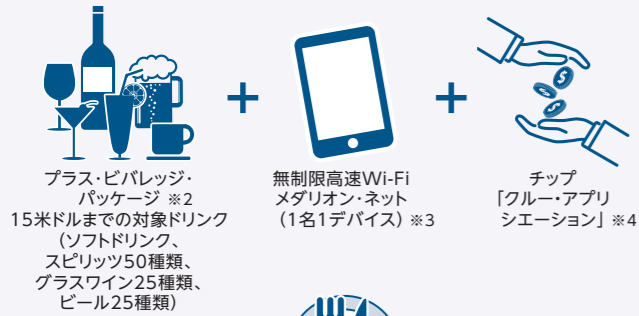 プラス・ビバレッジ・
パッケージ ※2
15米ドルまでの対象ドリンク
(ソフトドリンク、
スピリッツ50種類、
グラスワイン25種類、
ビール25種類)
+
無制限高速Wi-Fi
メダリオン・ネット
(1名1デバイス) ※3
+
チップ
「クルー・アプリ
シエーション」 ※4